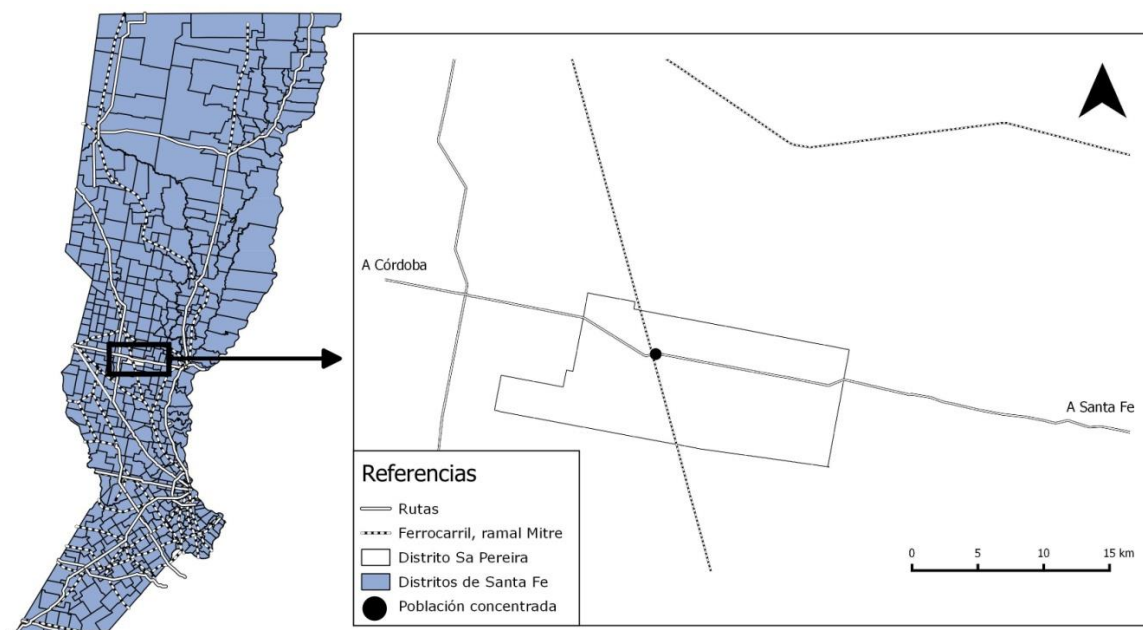 A Córdoba
A Santa Fe
Referencias
Rutas
Ferrocarril, ramal Mitre
Distrito Sa Pereira
Distritos de Santa Fe
Población concentrada
0 5 10 15 km